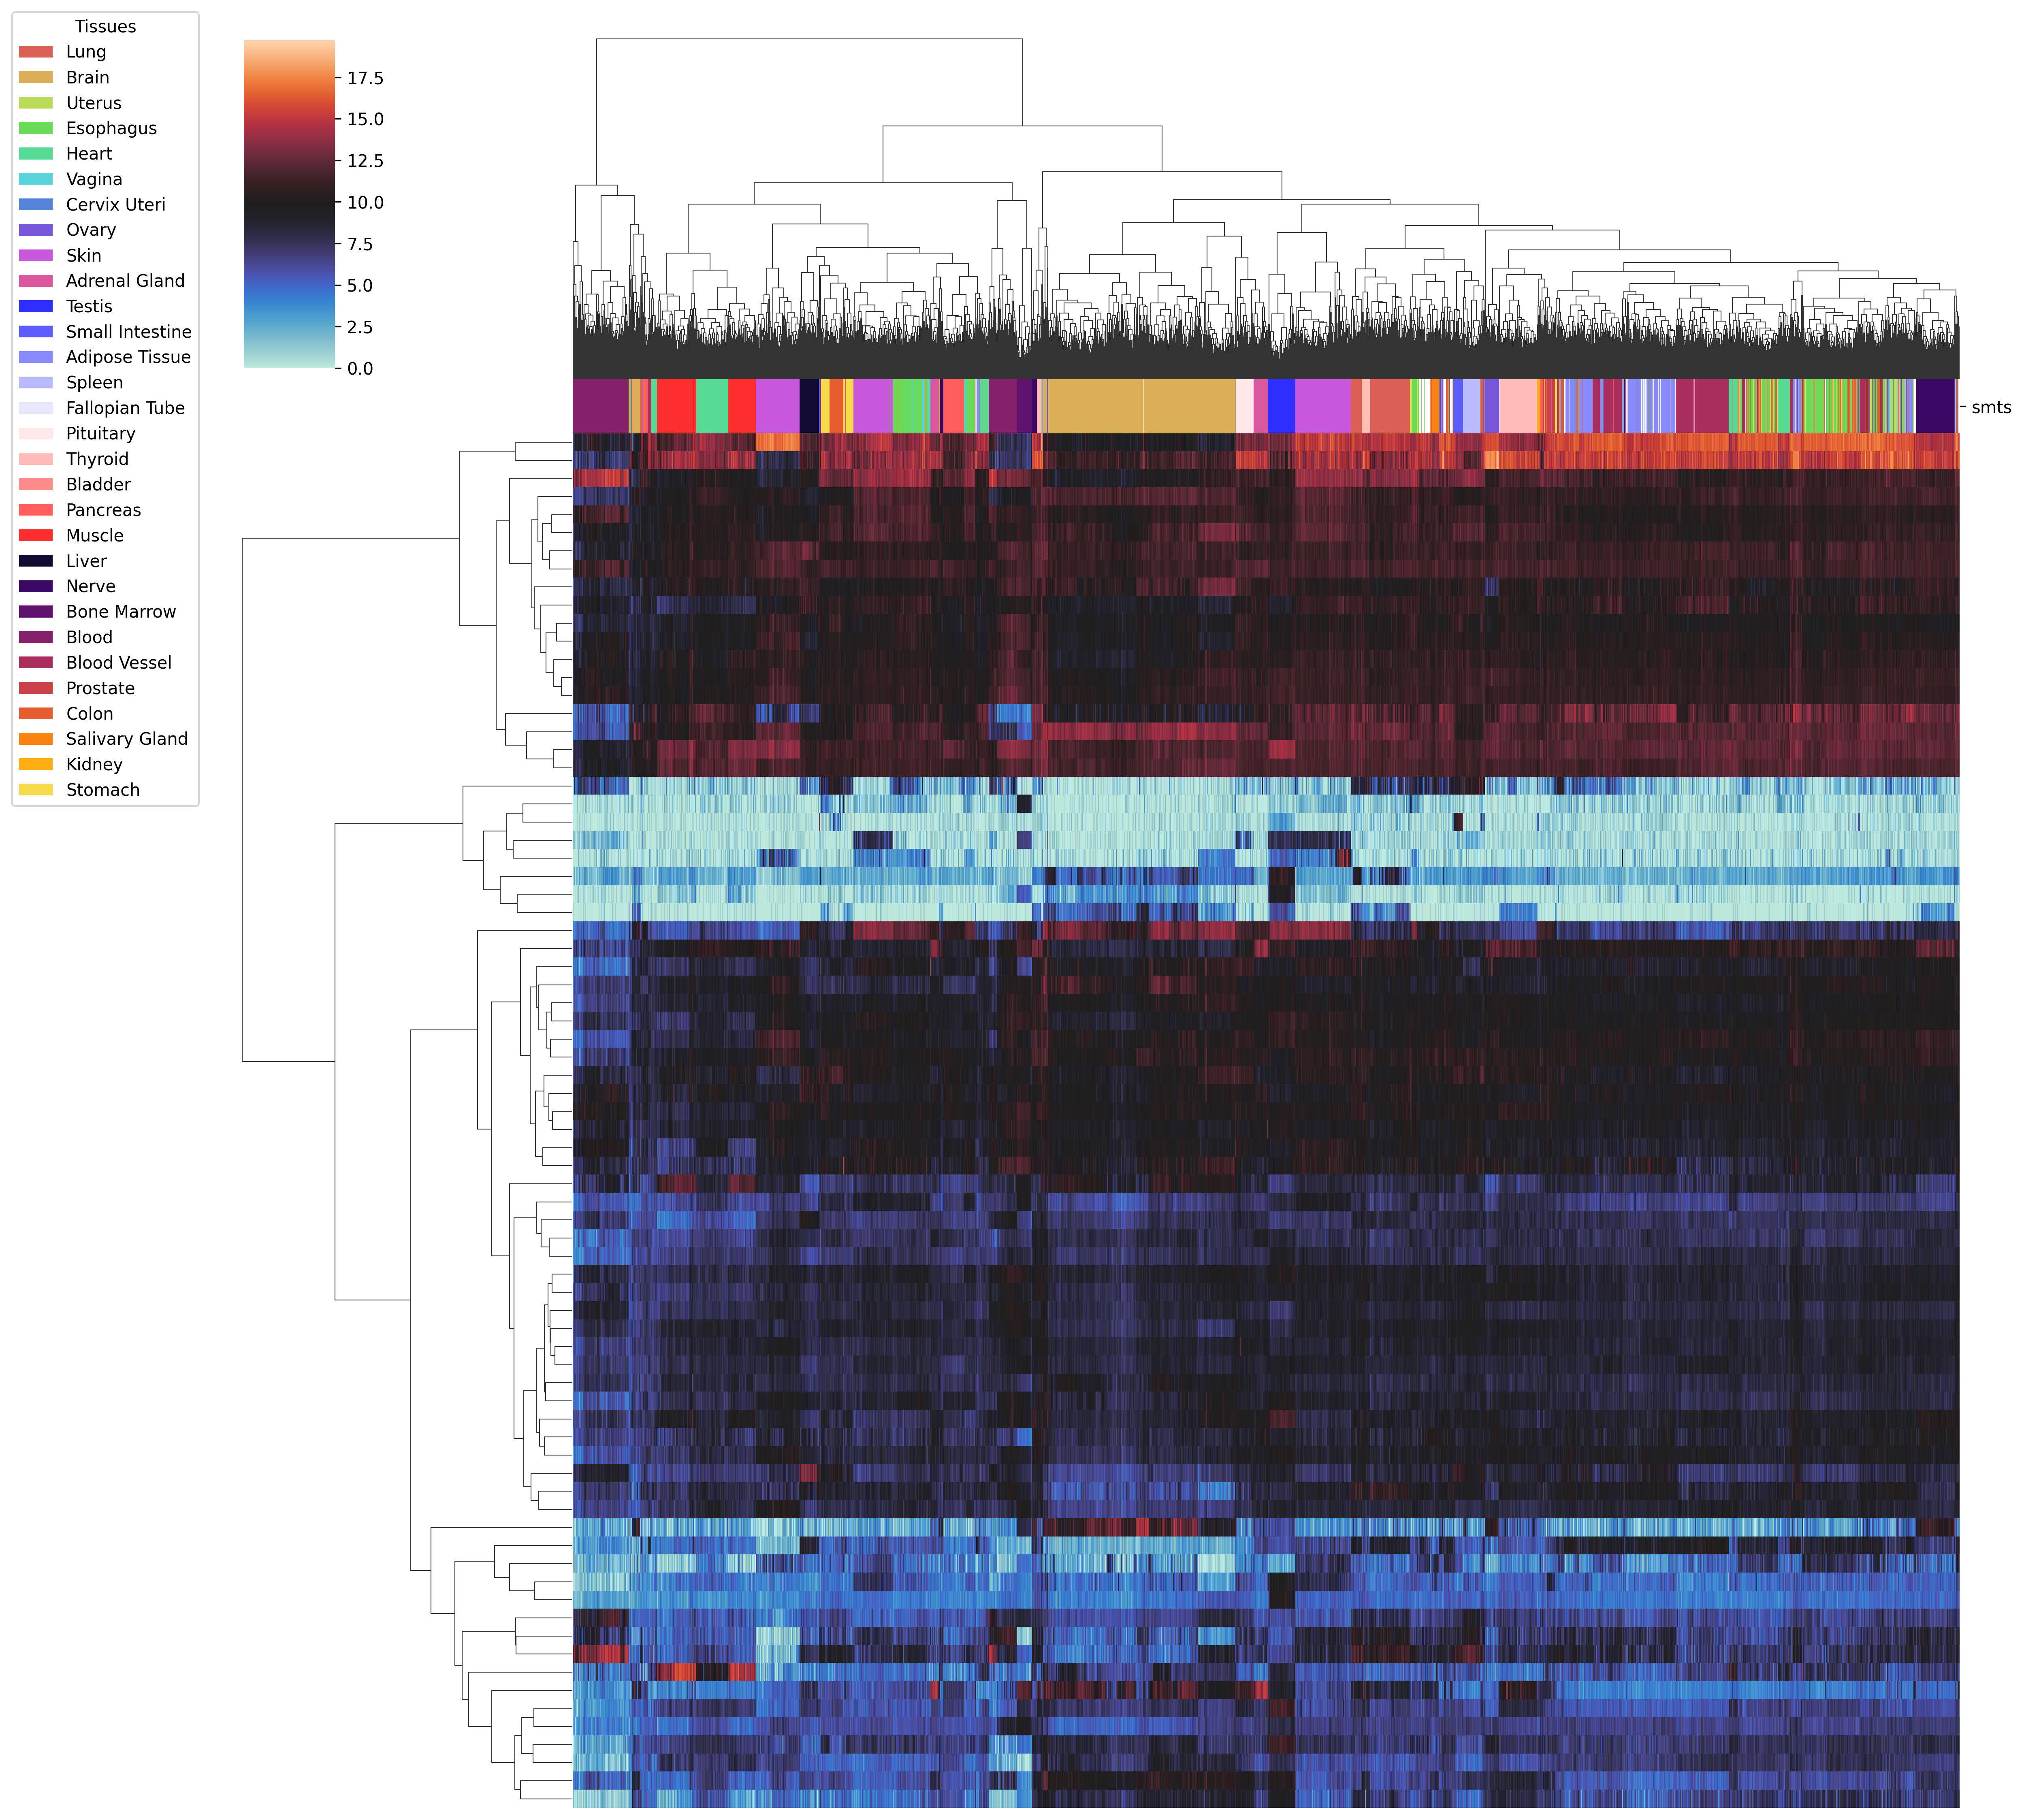 Tissues
Lung
Brain
Uterus
Esophagus
Heart
Vagina
Cervix Uteri
Ovary
Skin
Adrenal Gland
Testis
Small Intestine
Adipose Tissue
Spleen
Fallopian Tube
Pituitary
Thyroid
Bladder
Pancreas
Muscle
Liver
Nerve
Bone Marrow
Blood
Blood Vessel
Prostate
Colon
Salivary Gland
Kidney
Stomach
17.5
15.0
12.5
10.0
7.5
5.0
2.5
0.0
smts